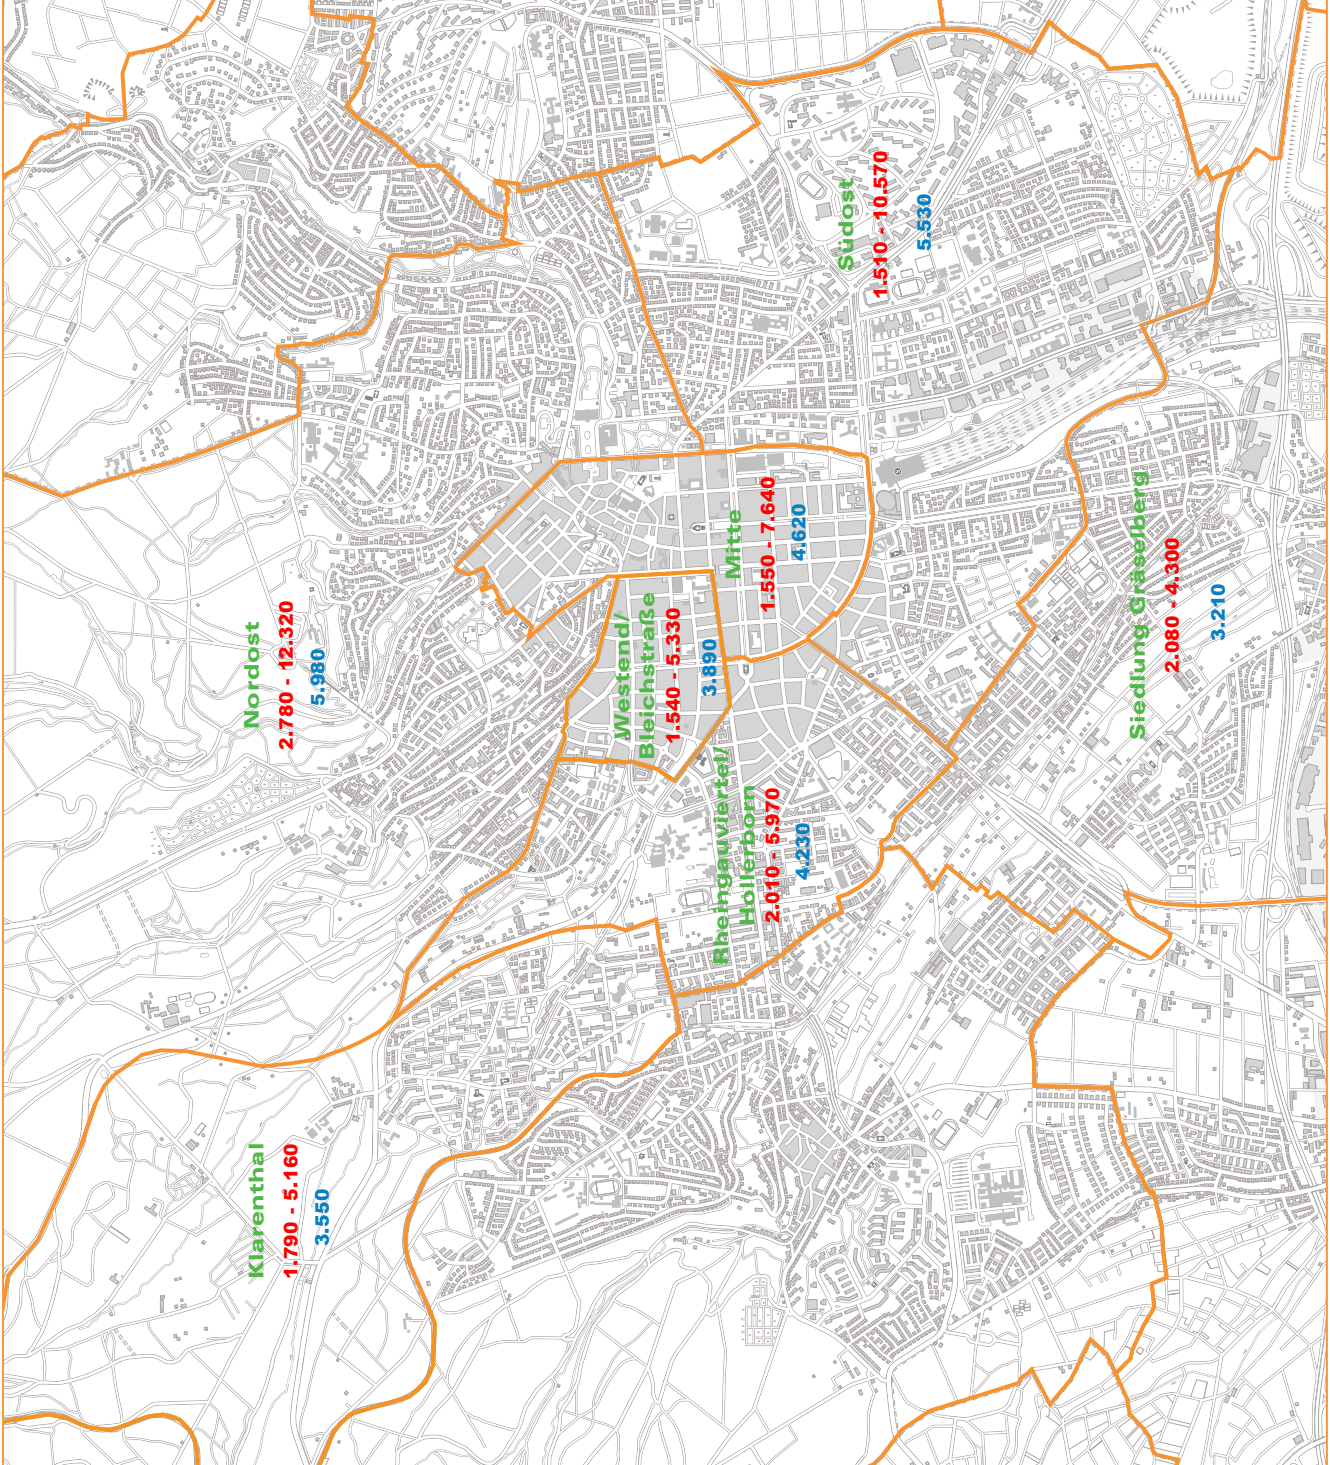 Nordost
2.780 - 12.320
5.980
Klarenthal
1.790 - 5.160
3.550
Westend/
Bleichstraße
1.540 - 5.330
3.890
Mitte
1.550 - 7.640
4.620
Rheingauviertel/
Hollerborn
2.010 - 5.970
4.230
Südost
1.510 - 10.570
5.530
Siedlung Gräselberg
2.080 - 4.300
3.210